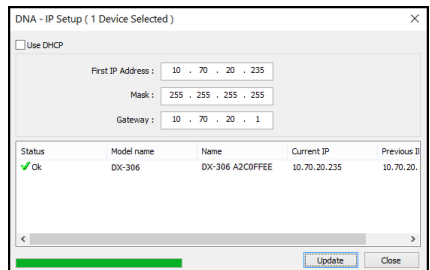 DNA - IP Setup ( 1 Device Selected )
Use DHCP
First IP Address : 10 . 70 . 20 . 235
Mask : 255 . 255 . 255 . 255
Gateway : 10 . 70 . 20 . 1
Status Model name Name Current IP Previous I
Ok DX-306 DX-306 A2C0FFEE 10.70.20.235 10.70.20.
Update Close